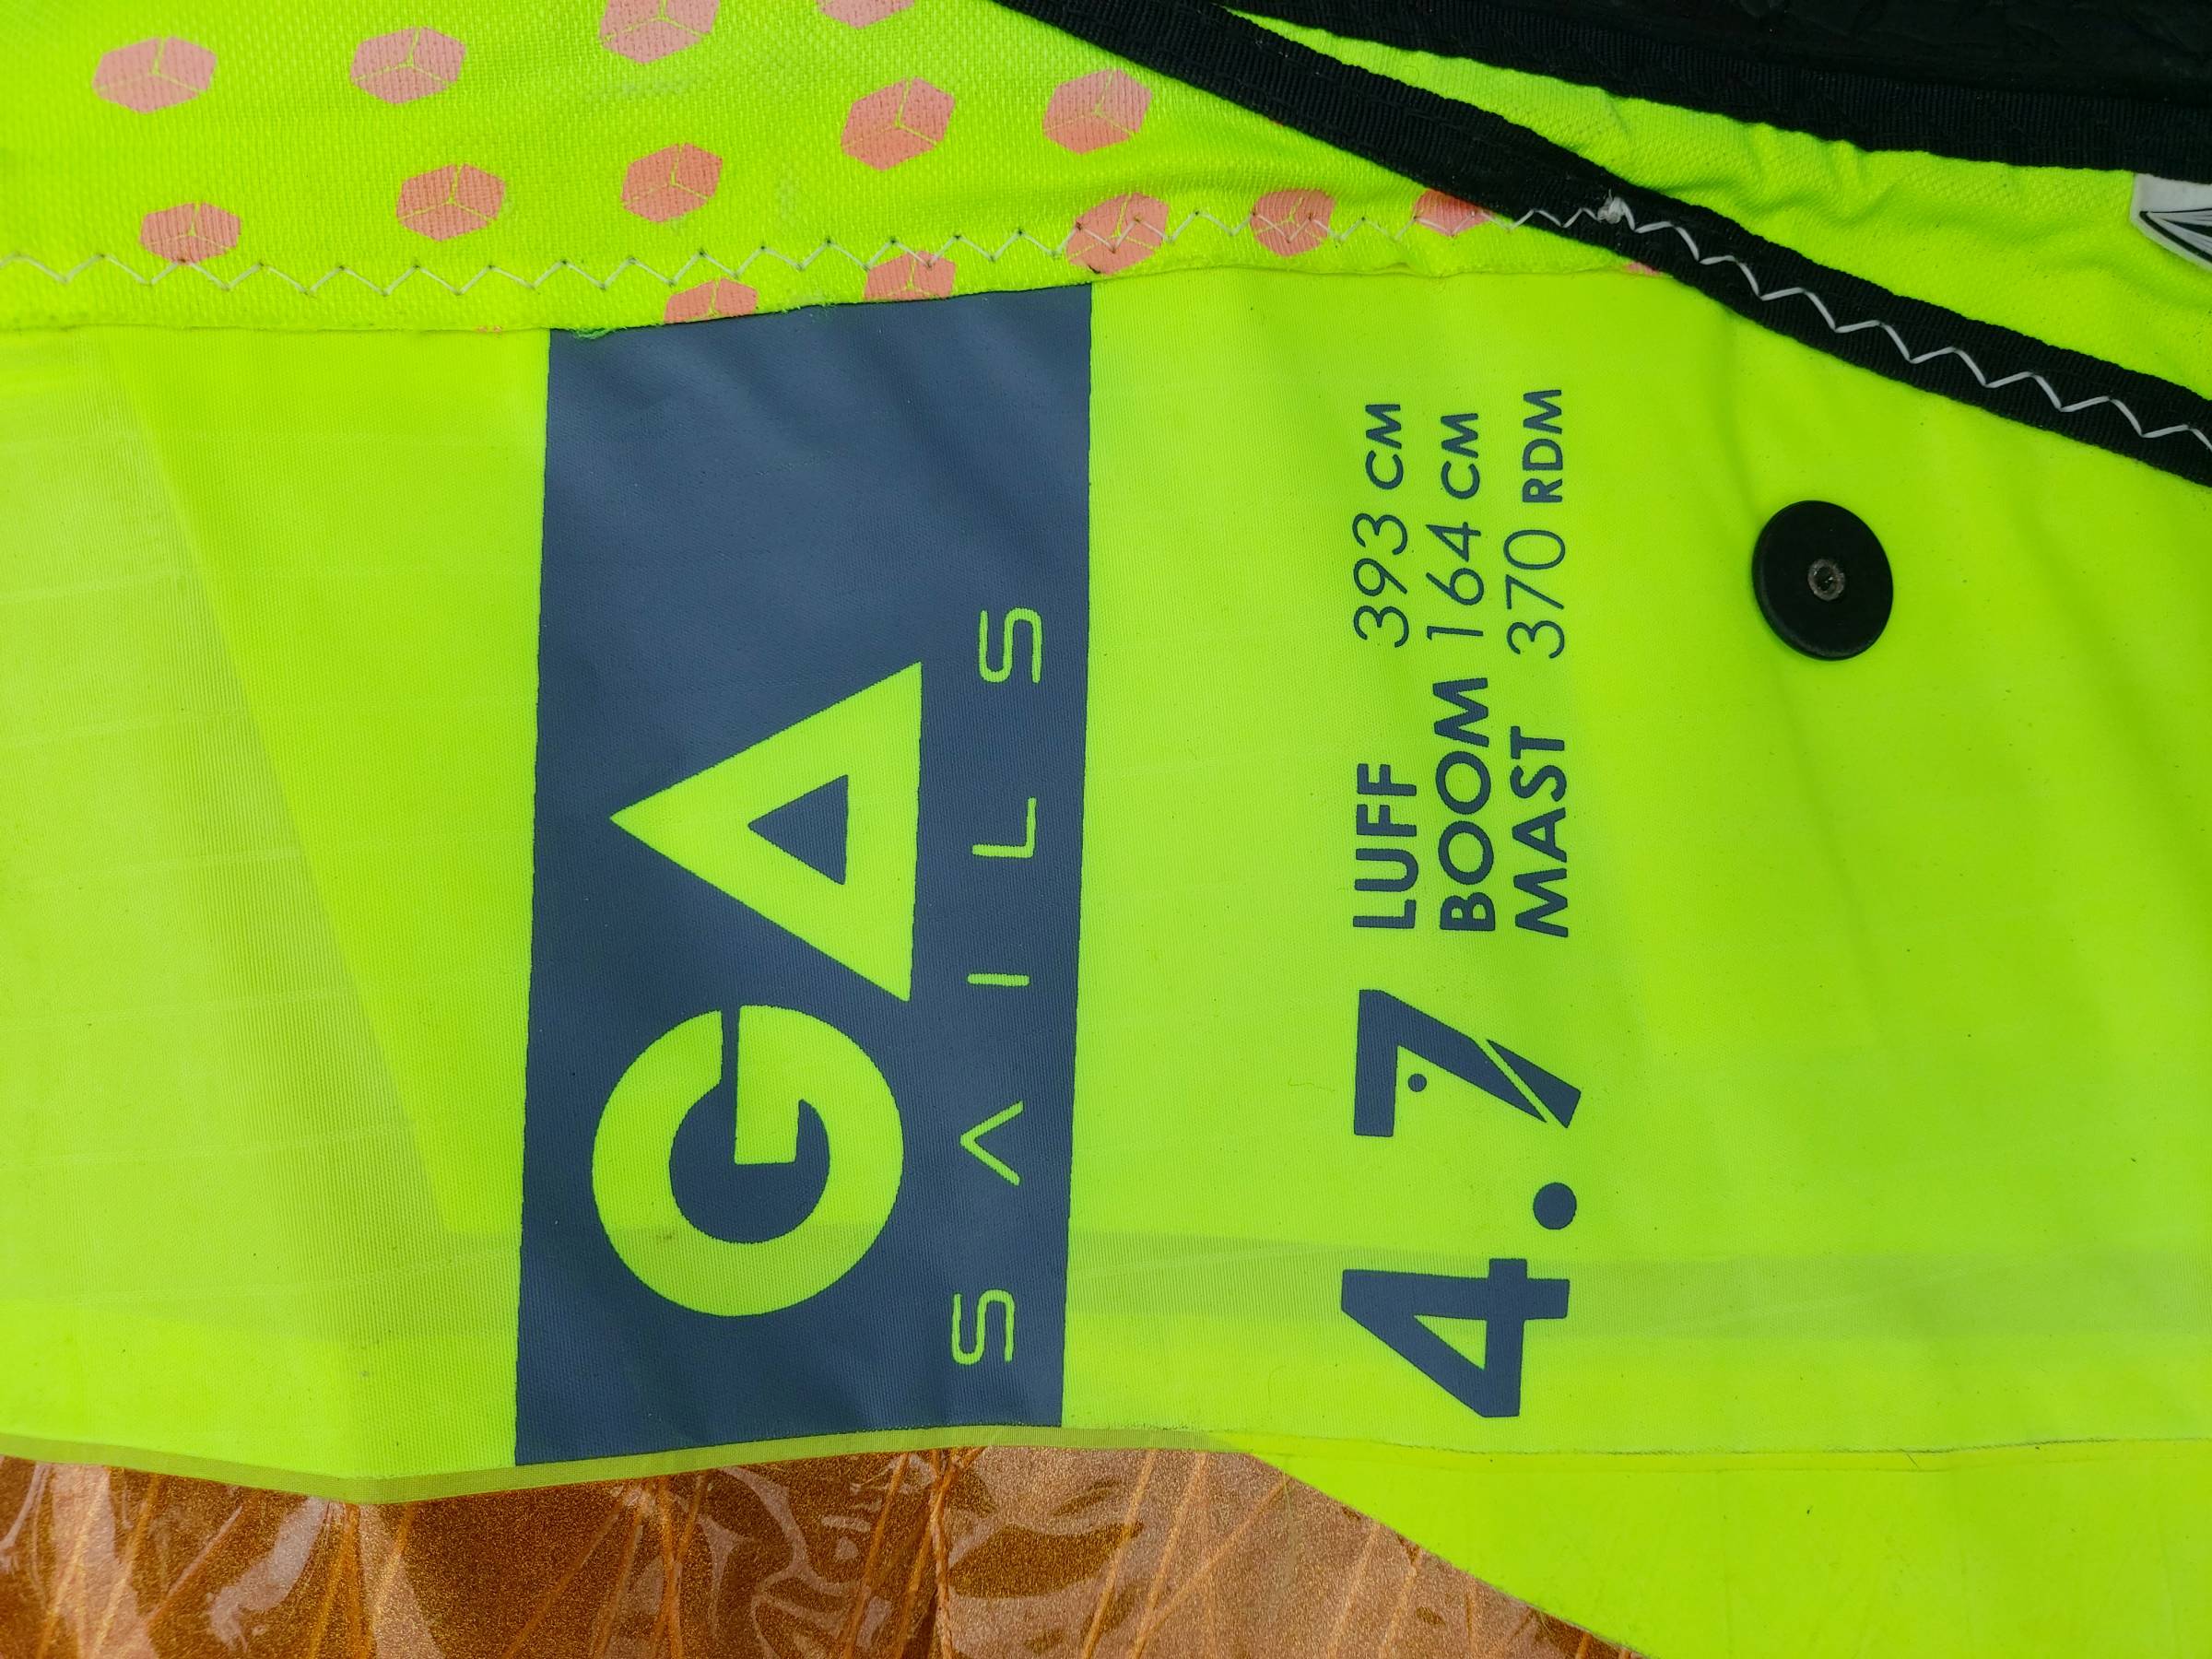 GA
SAILS
4.7
LUFF 393 CM
BOOM 164 CM
MAST 370 RDM